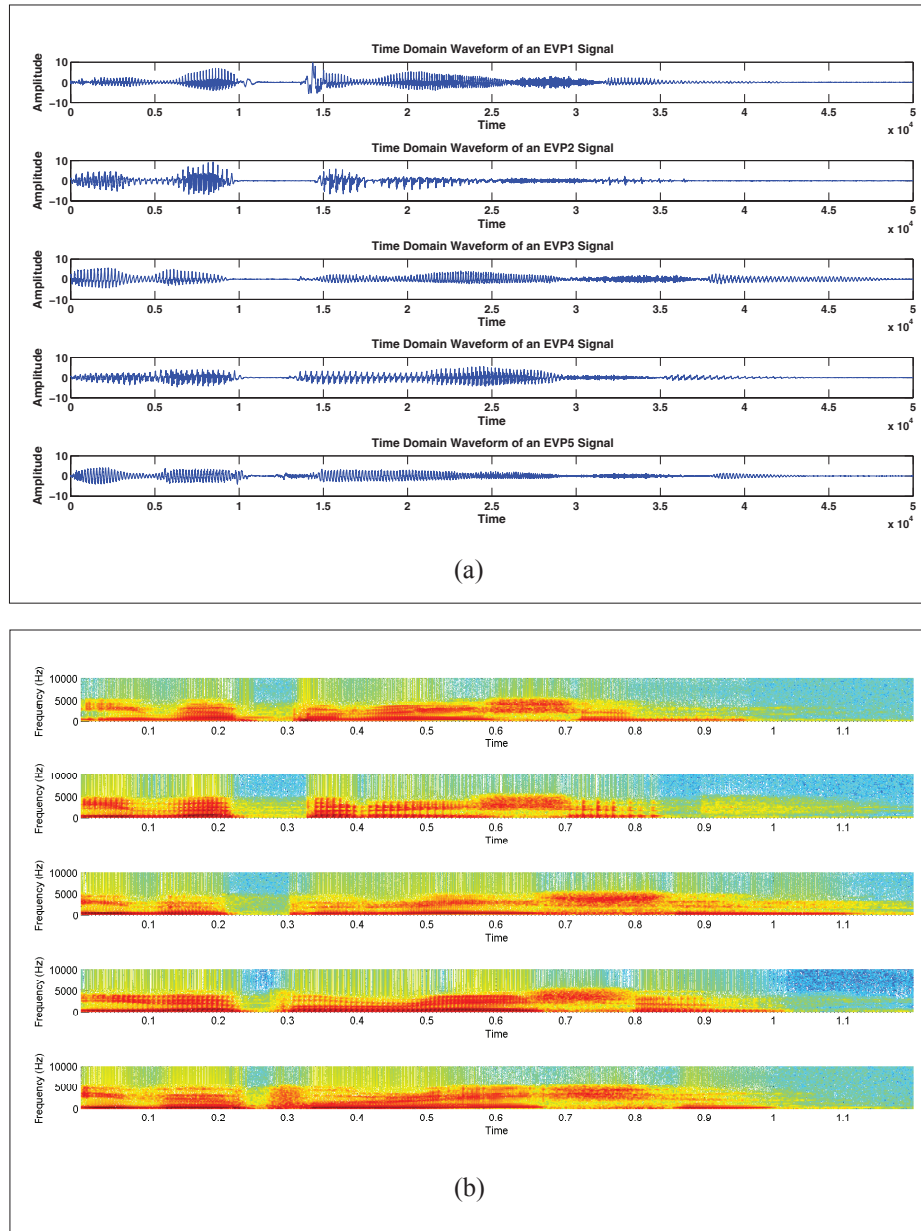 Time Domain Waveform of an EVP1 Signal
Amplitude
10
0
−10
0 0.5 1 1.5 2 2.5 3 3.5 4 4.5 5
Time
x 10⁴
Time Domain Waveform of an EVP2 Signal
Amplitude
10
0
−10
0 0.5 1 1.5 2 2.5 3 3.5 4 4.5 5
Time
x 10⁴
Time Domain Waveform of an EVP3 Signal
Amplitude
10
0
−10
0 0.5 1 1.5 2 2.5 3 3.5 4 4.5 5
Time
x 10⁴
Time Domain Waveform of an EVP4 Signal
Amplitude
10
0
−10
0 0.5 1 1.5 2 2.5 3 3.5 4 4.5 5
Time
x 10⁴
Time Domain Waveform of an EVP5 Signal
Amplitude
10
0
−10
0 0.5 1 1.5 2 2.5 3 3.5 4 4.5 5
Time
x 10⁴
(a)
Frequency (Hz)
10000
5000
0
0.1 0.2 0.3 0.4 0.5 0.6 0.7 0.8 0.9 1 1.1
Time
Frequency (Hz)
10000
5000
0
0.1 0.2 0.3 0.4 0.5 0.6 0.7 0.8 0.9 1 1.1
Time
Frequency (Hz)
10000
5000
0
0.1 0.2 0.3 0.4 0.5 0.6 0.7 0.8 0.9 1 1.1
Time
Frequency (Hz)
10000
5000
0
0.1 0.2 0.3 0.4 0.5 0.6 0.7 0.8 0.9 1 1.1
Time
Frequency (Hz)
10000
5000
0
0.1 0.2 0.3 0.4 0.5 0.6 0.7 0.8 0.9 1 1.1
Time
(b)